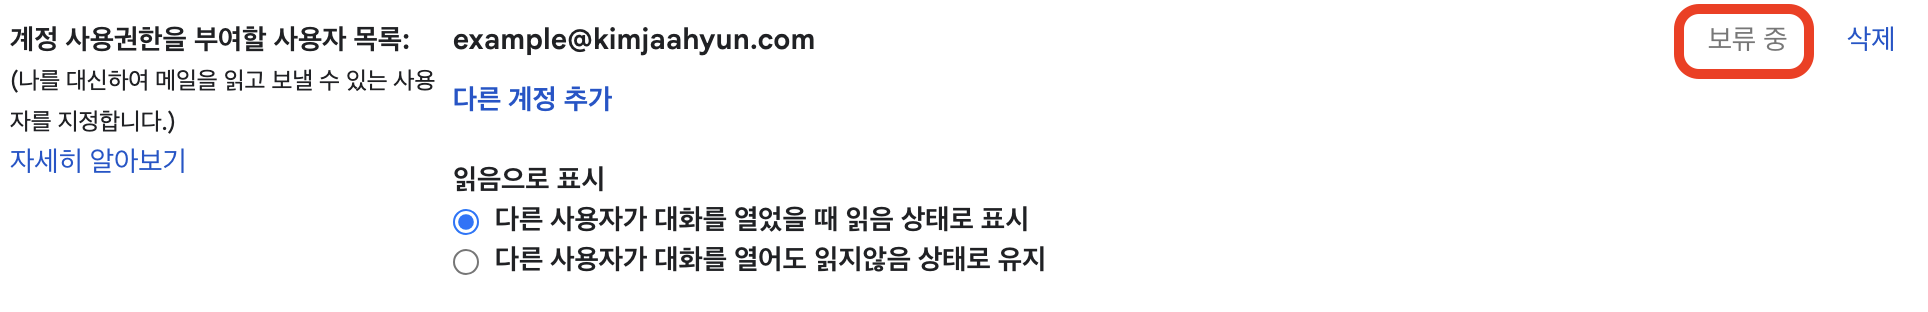 계정 사용권한을 부여할 사용자 목록:
(나를 대신하여 메일을 읽고 보낼 수 있는 사용
자를 지정합니다.)
자세히 알아보기
example@kimjaahyun.com
보류 중
삭제
다른 계정 추가
읽음으로 표시
다른 사용자가 대화를 열었을 때 읽음 상태로 표시
다른 사용자가 대화를 열어도 읽지않음 상태로 유지